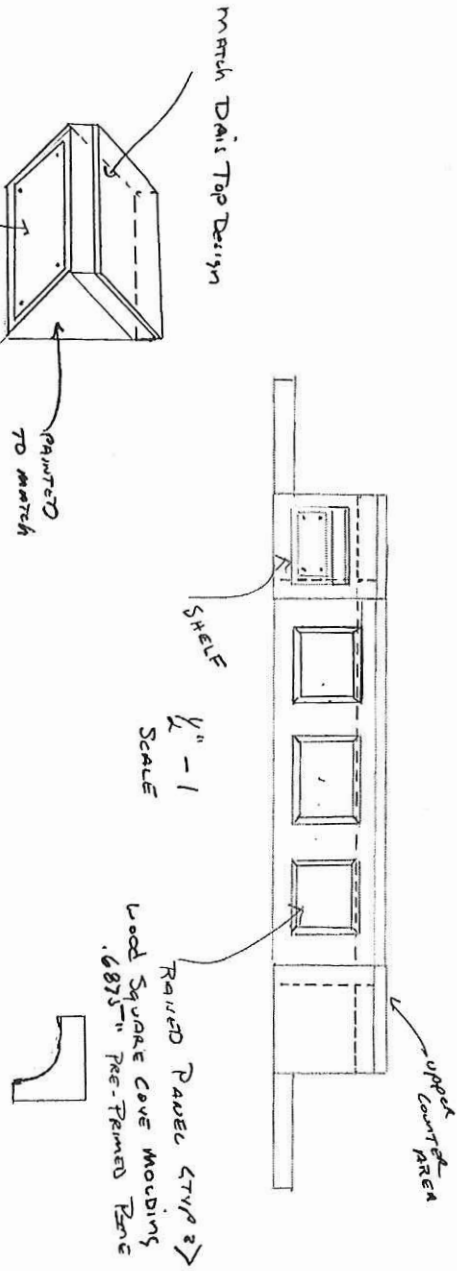 MATCH DAIS TOP DESIGN
PAINTED
TO MATCH
SHELF
½" - 1
SCALE
UPPER
COUNTER
AREA
RAISED PANEL (TYP
WOOD SQUARE COVE MOLDING
.6875" PRE-PRIMED PINE